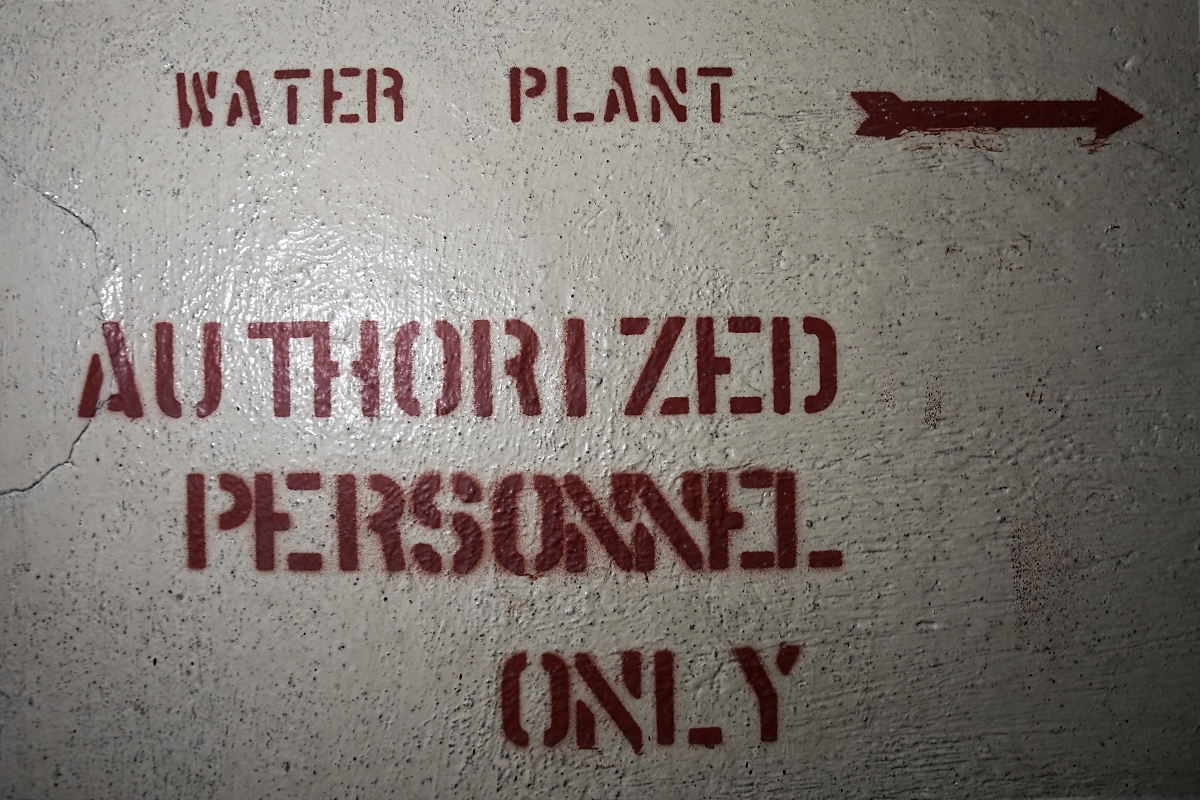 WATER PLANT
AUTHORIZED
PERSONNEL
ONLY